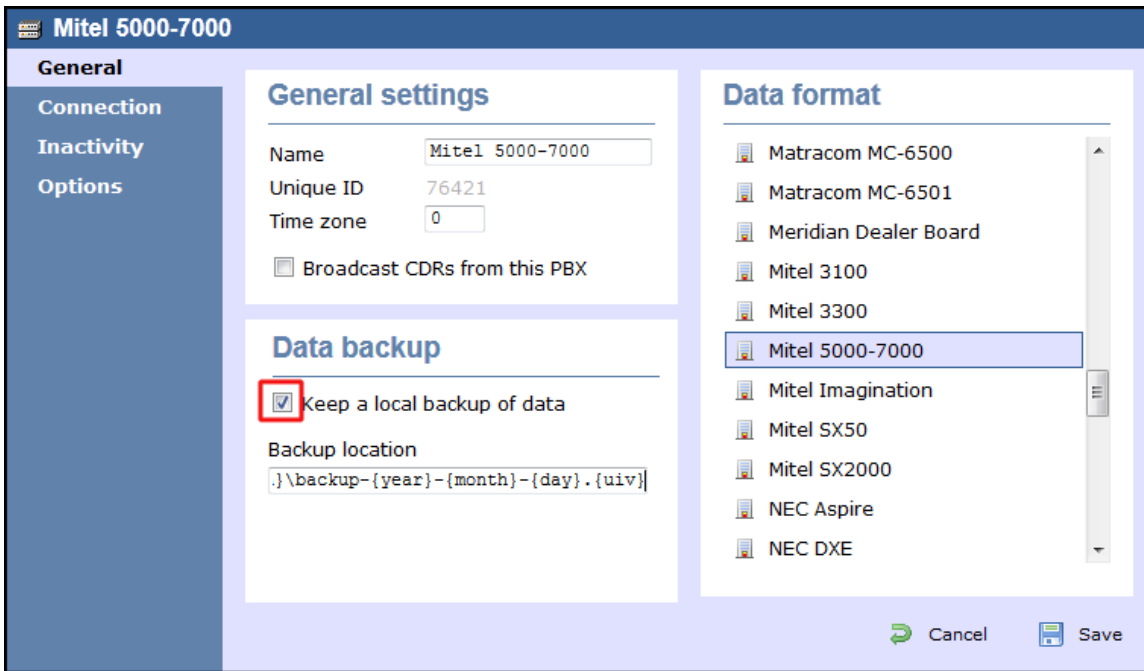 Mitel 5000-7000
General
Connection
Inactivity
Options
General settings
Name
Mitel 5000-7000
Unique ID
76421
Time zone
0
Broadcast CDRs from this PBX
Data backup
Keep a local backup of data
Backup location
.}\backup-{year}-{month}-{day}.{uiv}
Data format
Matracom MC-6500
Matracom MC-6501
Meridian Dealer Board
Mitel 3100
Mitel 3300
Mitel 5000-7000
Mitel Imagination
Mitel SX50
Mitel SX2000
NEC Aspire
NEC DXE
Cancel
Save